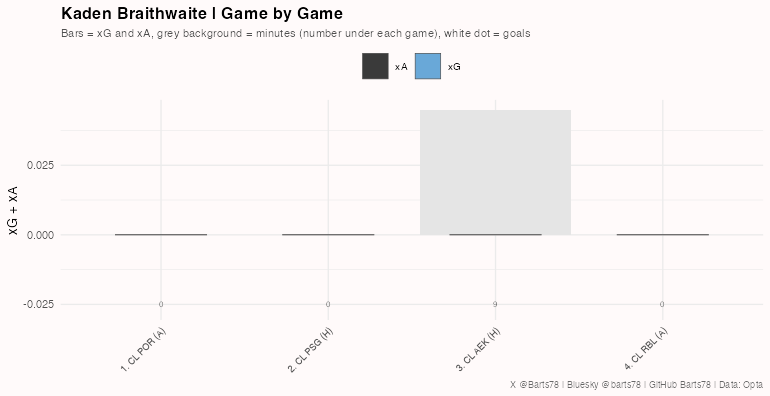 Kaden Braithwaite | Game by Game
Bars = xG and xA, grey background = minutes (number under each game), white dot = goals
xA xG
xG + xA
0.025
0.000
-0.025
0 0 9 0
1. CL POR (A) 2. CL PSG (H) 3. CL AEK (H) 4. CL RBL (A)
X @Barts78 | Bluesky @barts78 | GitHub Barts78 | Data: Opta